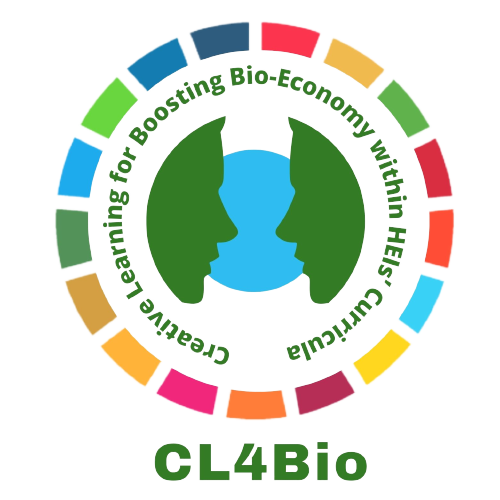 Creative Learning for Boosting Bio-Economy within HEIs' Curricula
CL4Bio